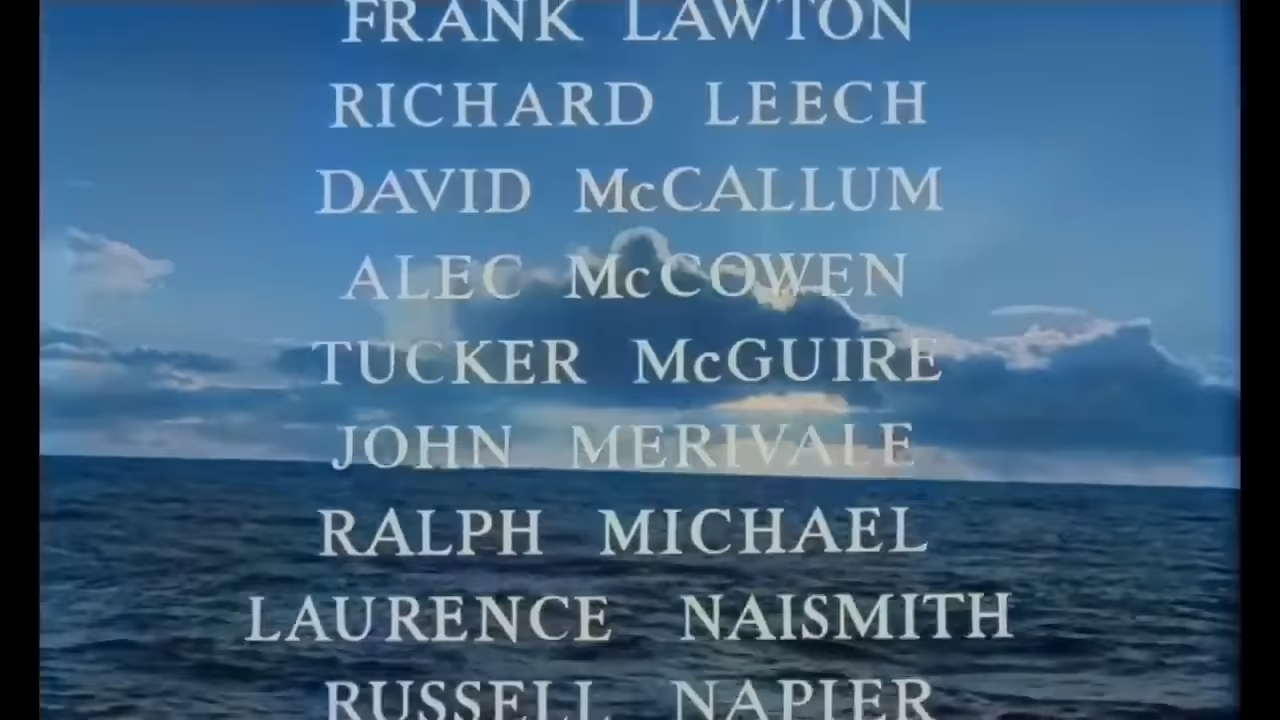 FRANK LAWTON
RICHARD LEECH
DAVID McCALLUM
ALEC McCOWEN
TUCKER McGUIRE
JOHN MERIVALE
RALPH MICHAEL
LAURENCE NAISMITH
RUSSELL NAPIER